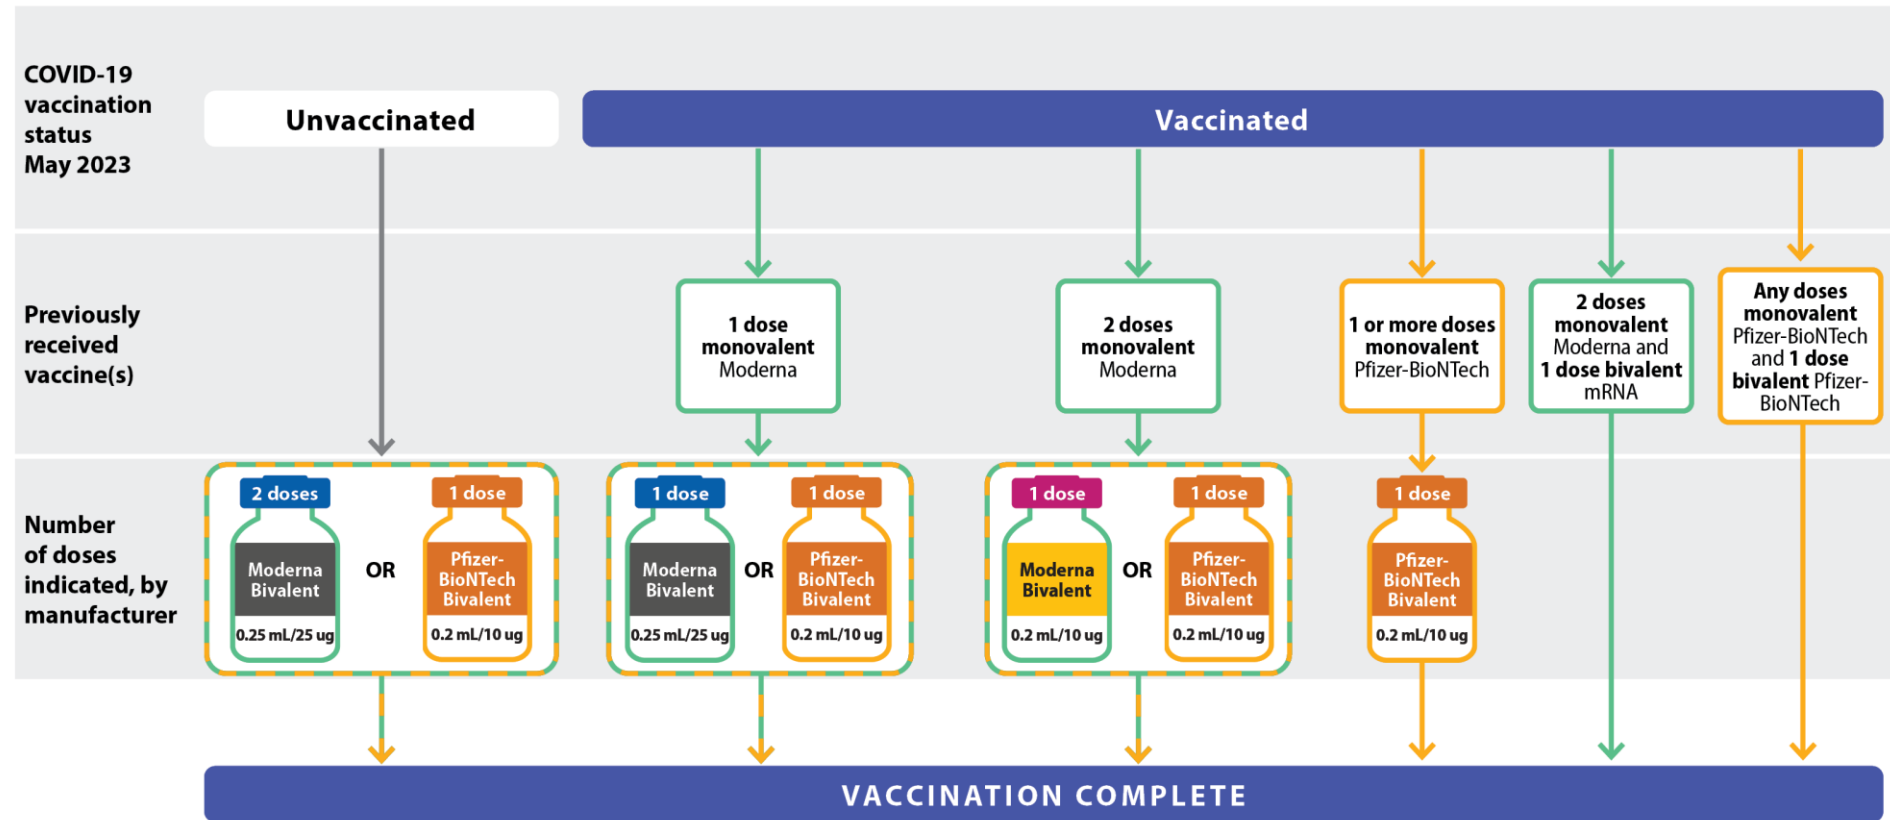 COVID-19
vaccination
status
May 2023
Unvaccinated
Vaccinated
Previously
received
vaccine(s)
1 dose
monovalent
Moderna
2 doses
monovalent
Moderna
1 or more doses
monovalent
Pfizer-BioNTech
2 doses
monovalent
Moderna and
1 dose bivalent
mRNA
Any doses
monovalent
Pfizer-BioNTech
and 1 dose
bivalent Pfizer-
BioNTech
Number
of doses
indicated, by
manufacturer
2 doses
Moderna
Bivalent
0.25 mL/25 ug
OR
1 dose
Pfizer-
BioNTech
Bivalent
0.2 mL/10 ug
1 dose
Moderna
Bivalent
0.25 mL/25 ug
OR
1 dose
Pfizer-
BioNTech
Bivalent
0.2 mL/10 ug
1 dose
Moderna
Bivalent
0.2 mL/10 ug
OR
1 dose
Pfizer-
BioNTech
Bivalent
0.2 mL/10 ug
1 dose
Pfizer-
BioNTech
Bivalent
0.2 mL/10 ug
VACCINATION COMPLETE